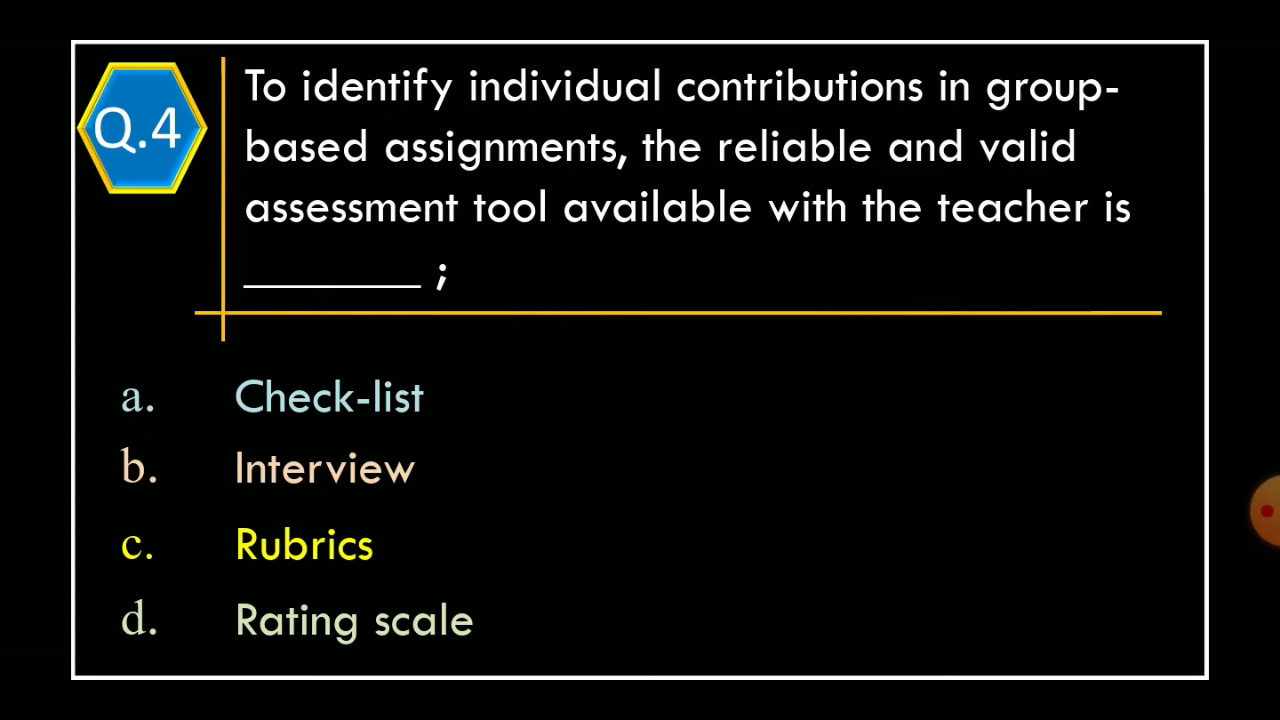 Q.4
To identify individual contributions in group-
based assignments, the reliable and valid
assessment tool available with the teacher is
________ ;
a. Check-list
b. Interview
c. Rubrics
d. Rating scale